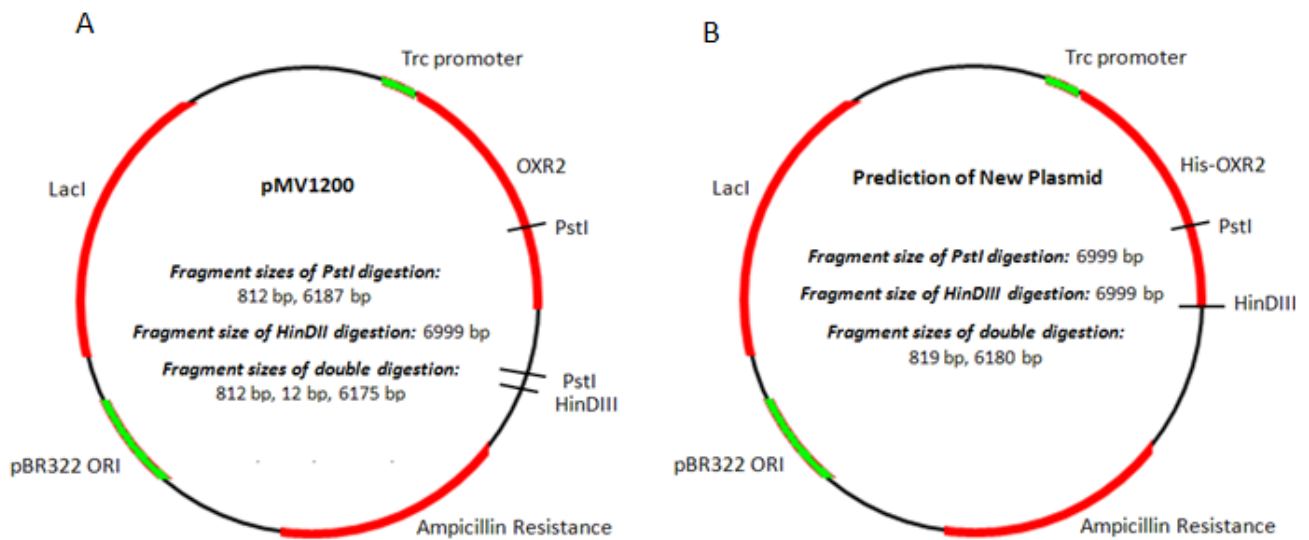 A
Trc promoter
OXR2
LacI
pMV1200
PstI
Fragment sizes of PstI digestion:
812 bp, 6187 bp
Fragment size of HinDII digestion: 6999 bp
Fragment sizes of double digestion:
812 bp, 12 bp, 6175 bp
PstI
HinDIII
pBR322 ORI
Ampicillin Resistance
B
Trc promoter
His-OXR2
LacI
Prediction of New Plasmid
PstI
Fragment size of PstI digestion: 6999 bp
Fragment size of HinDIII digestion: 6999 bp
HinDIII
Fragment sizes of double digestion:
819 bp, 6180 bp
pBR322 ORI
Ampicillin Resistance